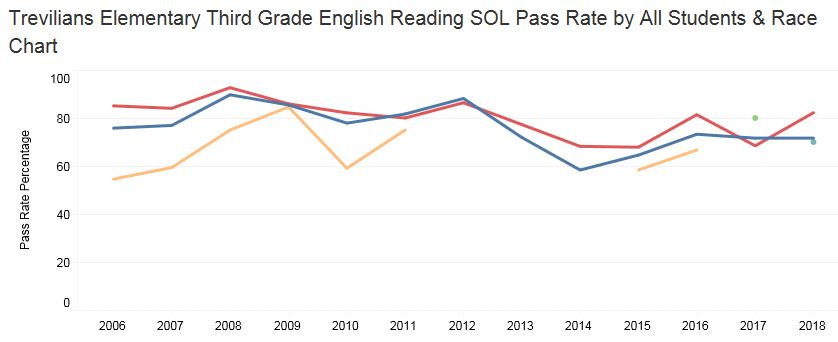 Trevilians Elementary Third Grade English Reading SOL Pass Rate by All Students & Race
Chart
Pass Rate Percentage
100
80
60
40
20
0
2006 2007 2008 2009 2010 2011 2012 2013 2014 2015 2016 2017 2018